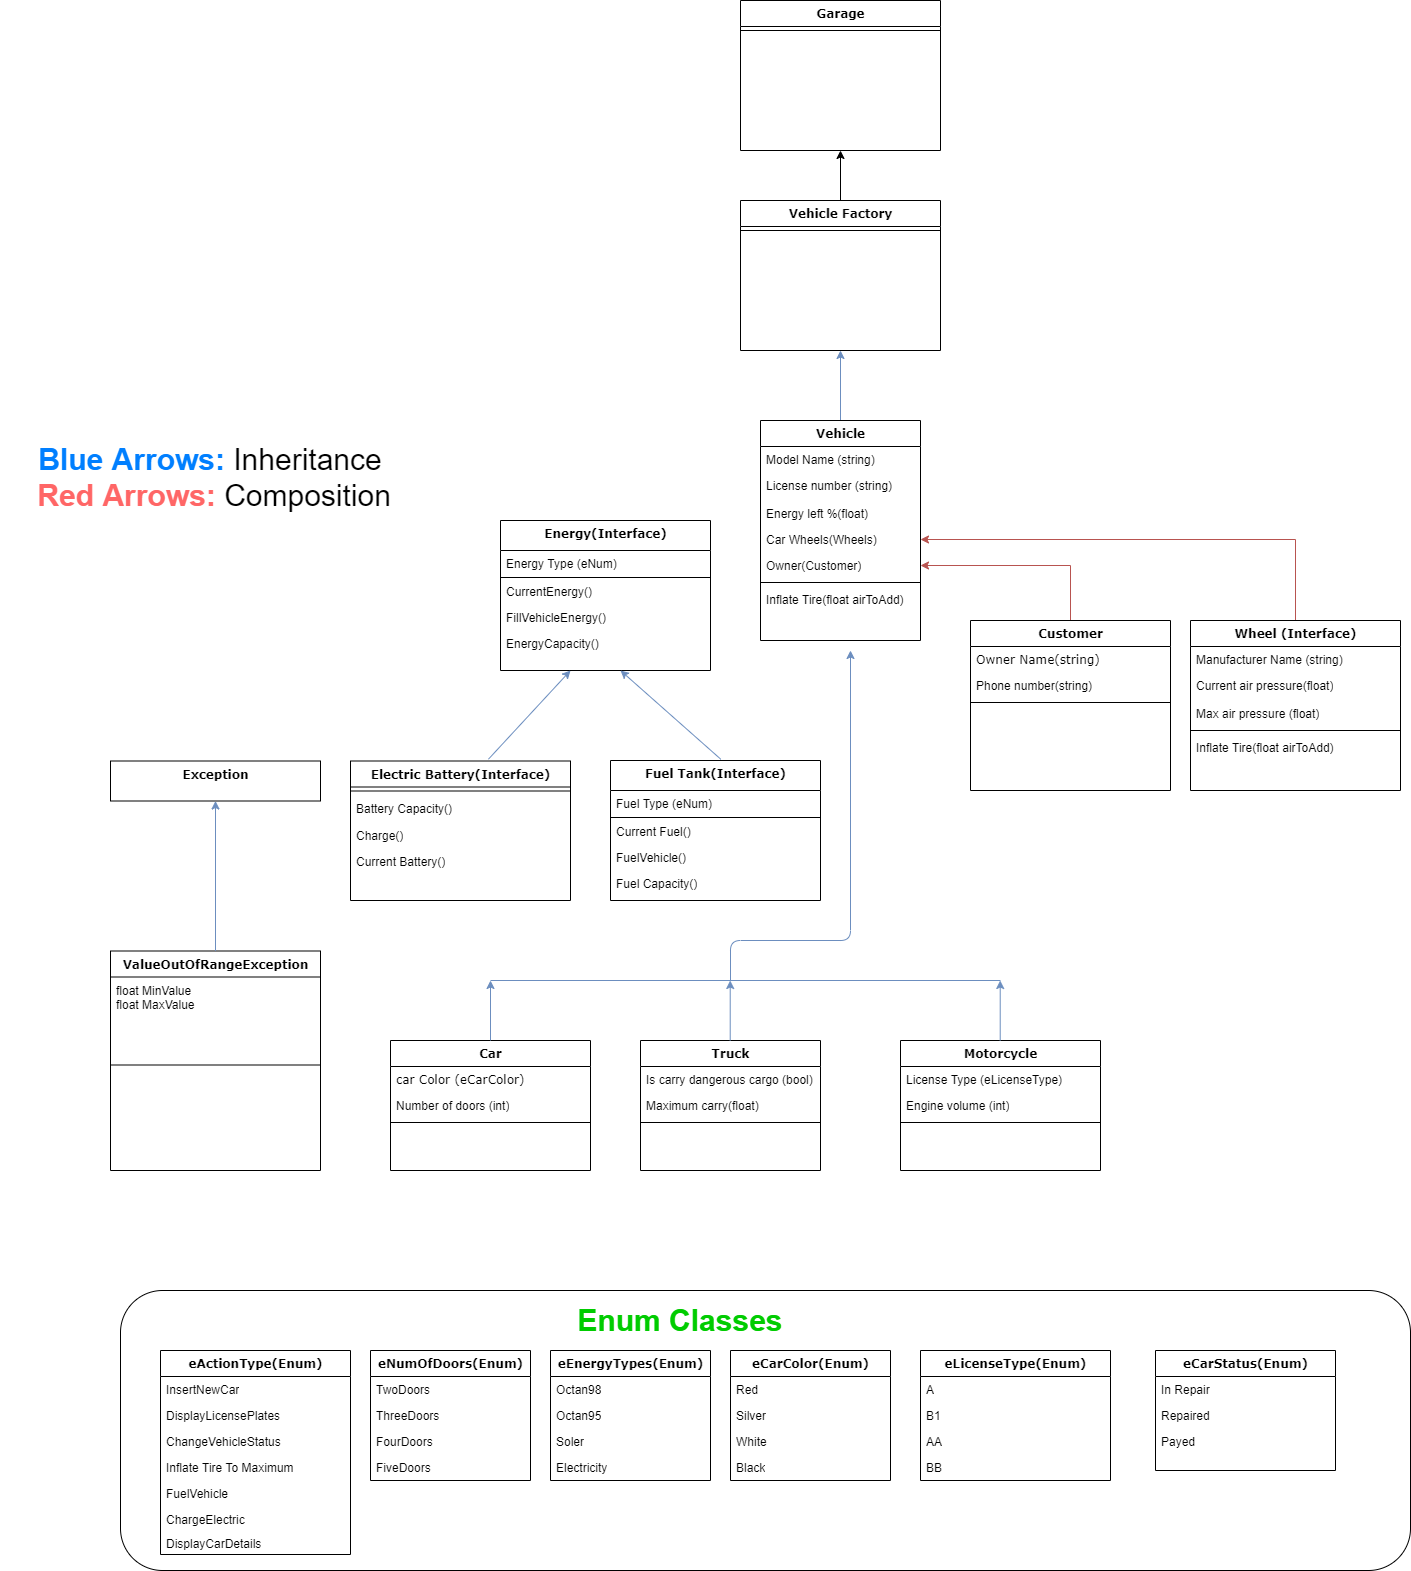 Garage
Vehicle Factory
Blue Arrows: Inheritance
Red Arrows: Composition
Vehicle
Model Name (string)
License number (string)
Energy left %(float)
Car Wheels(Wheels)
Owner(Customer)
Inflate Tire(float airToAdd)
Energy(Interface)
Energy Type (eNum)
CurrentEnergy()
FillVehicleEnergy()
EnergyCapacity()
Customer
Owner Name(string)
Phone number(string)
Wheel (Interface)
Manufacturer Name (string)
Current air pressure(float)
Max air pressure (float)
Inflate Tire(float airToAdd)
Exception
Electric Battery(Interface)
Battery Capacity()
Charge()
Current Battery()
Fuel Tank(Interface)
Fuel Type (eNum)
Current Fuel()
FuelVehicle()
Fuel Capacity()
ValueOutOfRangeException
float MinValue
float MaxValue
Car
car Color (eCarColor)
Number of doors (int)
Truck
Is carry dangerous cargo (bool)
Maximum carry(float)
Motorcycle
License Type (eLicenseType)
Engine volume (int)
Enum Classes
eActionType(Enum)
InsertNewCar
DisplayLicensePlates
ChangeVehicleStatus
Inflate Tire To Maximum
FuelVehicle
ChargeElectric
DisplayCarDetails
eNumOfDoors(Enum)
TwoDoors
ThreeDoors
FourDoors
FiveDoors
eEnergyTypes(Enum)
Octan98
Octan95
Soler
Electricity
eCarColor(Enum)
Red
Silver
White
Black
eLicenseType(Enum)
A
B1
AA
BB
eCarStatus(Enum)
In Repair
Repaired
Payed